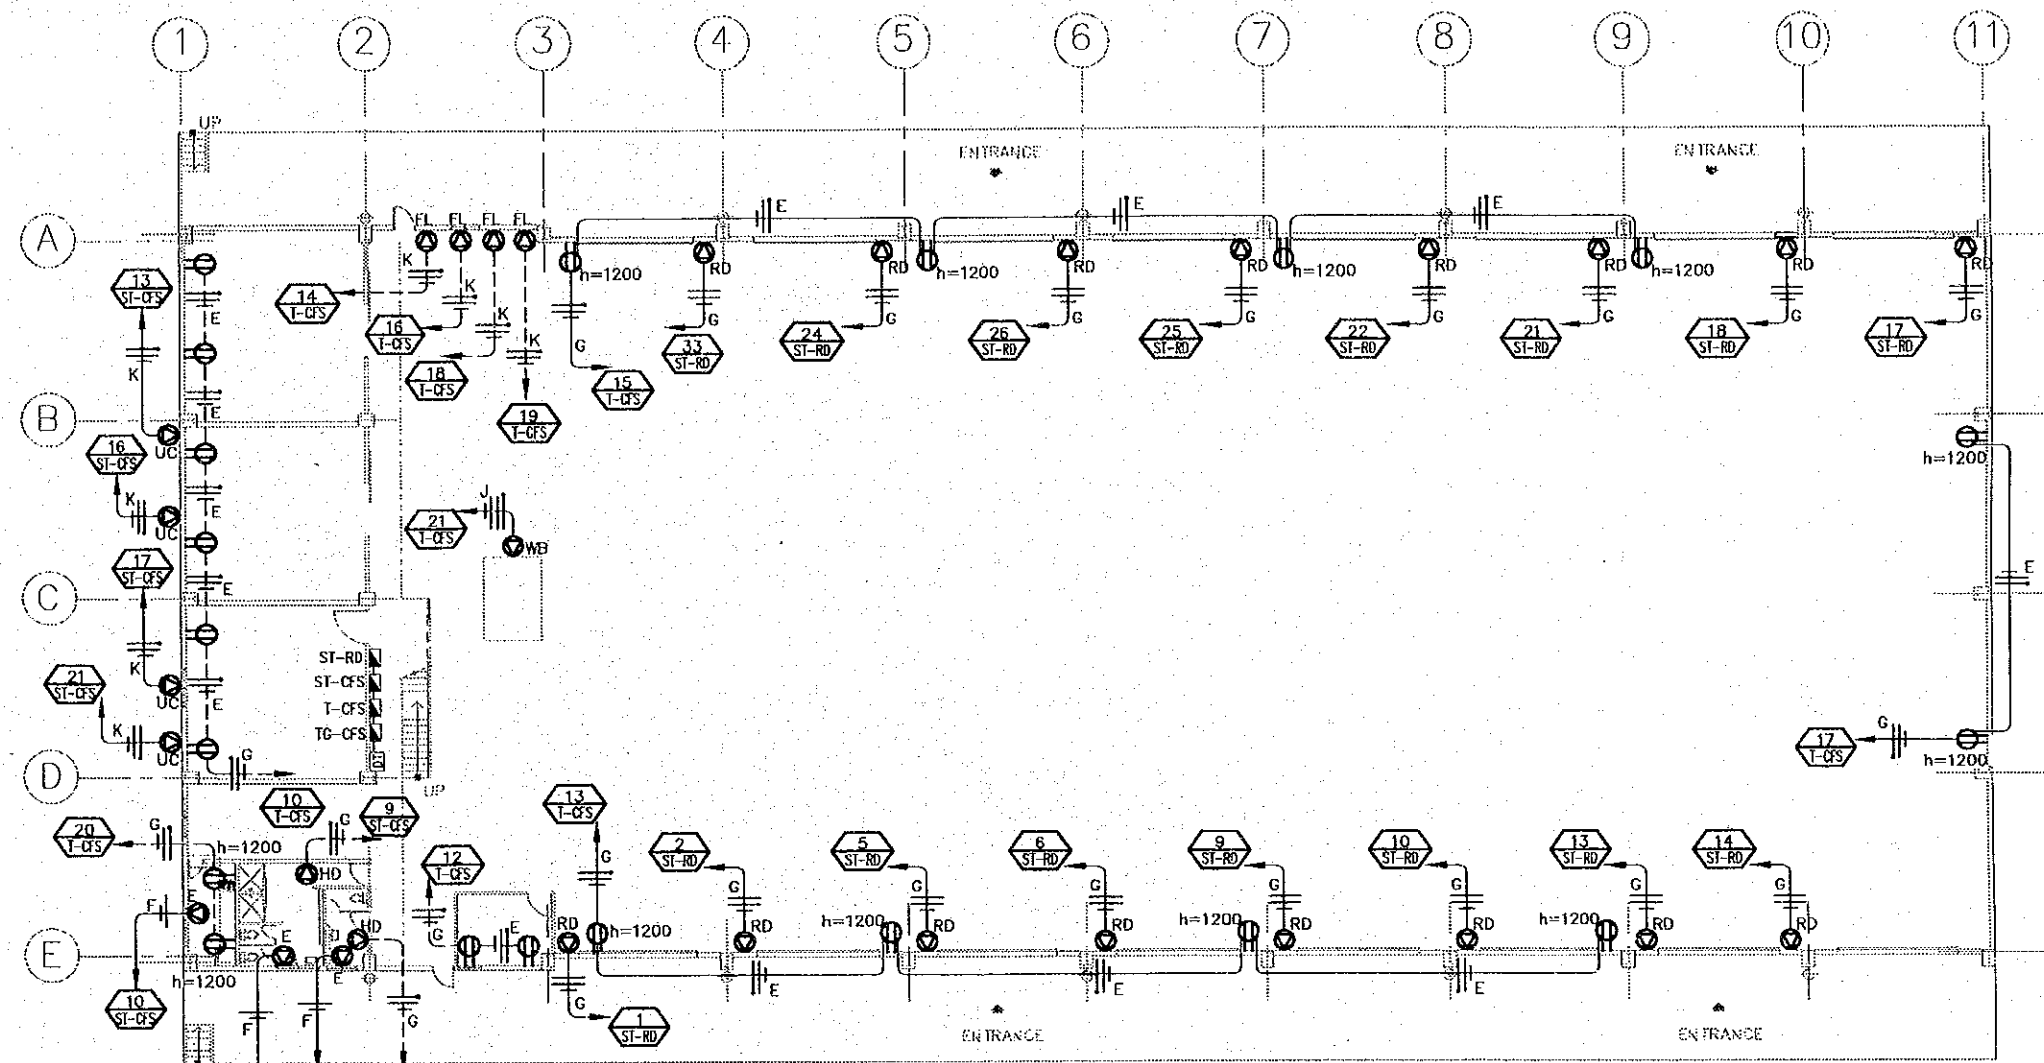 1 2 3 4 5 6 7 8 9 10 11
UP
ENTRANCE ENTRANCE
E E E
FL FL FL FL
A
RD RD RD RD RD RD RD RD
h=1200 h=1200 h=1200 h=1200
K K K K
13
ST-CFS
E
14
T-CFS
16
T-CFS
18
T-CFS
19
T-CFS
G
15
T-CFS
G G G G G G G G
33
ST-RD
24
ST-RD
26
ST-RD
25
ST-RD
22
ST-RD
21
ST-RD
18
ST-RD
17
ST-RD
K
E
B
UC
16
ST-CFS
h=1200
K
E
UC
J
21
T-CFS
WB
17
ST-CFS
E
E
C
K
ST-RD
ST-CFS
T-CFS
TG-CFS
21
ST-CFS
UC
E
K
UC
G
G
17
T-CFS
h=1200
D
UP
10
T-CFS
9
ST-CFS
G
13
T-CFS
20
T-CFS
G
h=1200
HD
12
T-CFS
G
2
ST-RD
5
ST-RD
6
ST-RD
9
ST-RD
10
ST-RD
13
ST-RD
14
ST-RD
G G G G G G G
F
E
E
HD
E
G
E
RD
h=1200 h=1200 h=1200 h=1200
RD RD RD RD RD RD RD
E
h=1200
E E E
10
ST-CFS
F F G
G
1
ST-RD
ENTRANCE ENTRANCE